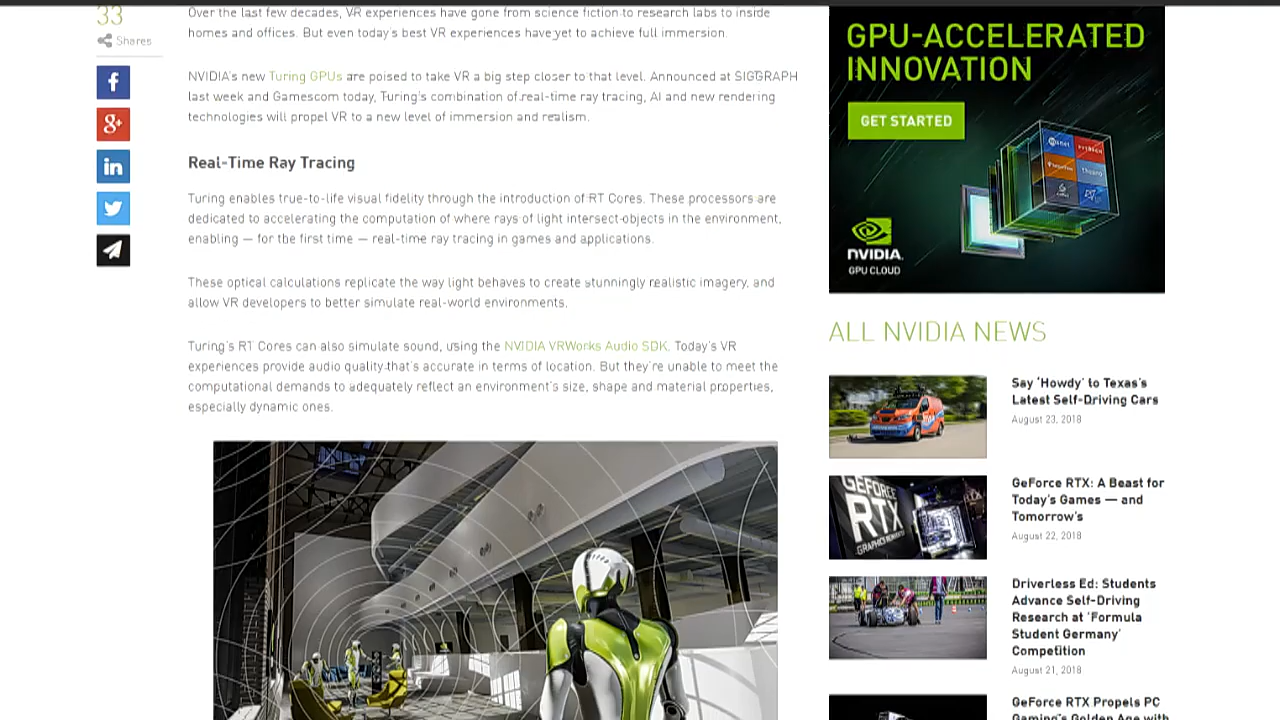 33
Shares
Over the last few decades, VR experiences have gone from science fiction to research labs to inside
homes and offices. But even today's best VR experiences have yet to achieve full immersion.
NVIDIA's new Turing GPUs are poised to take VR a big step closer to that level. Announced at SIGGRAPH
last week and Gamescom today, Turing's combination of real-time ray tracing, AI and new rendering
technologies will propel VR to a new level of immersion and realism.
Real-Time Ray Tracing
Turing enables true-to-life visual fidelity through the introduction of RT Cores. These processors are
dedicated to accelerating the computation of where rays of light intersect objects in the environment,
enabling — for the first time — real-time ray tracing in games and applications.
These optical calculations replicate the way light behaves to create stunningly realistic imagery, and
allow VR developers to better simulate real-world environments.
Turing's RT Cores can also simulate sound, using the NVIDIA VRWorks Audio SDK. Today's VR
experiences provide audio quality that's accurate in terms of location. But they're unable to meet the
computational demands to adequately reflect an environment's size, shape and material properties,
especially dynamic ones.
GPU-ACCELERATED
INNOVATION
GET STARTED
NVIDIA.
GPU CLOUD
ALL NVIDIA NEWS
Say 'Howdy' to Texas's
Latest Self-Driving Cars
August 23, 2018
GEFORCE
RTX
GeForce RTX: A Beast for
Today's Games — and
Tomorrow's
August 22, 2018
Driverless Ed: Students
Advance Self-Driving
Research at 'Formula
Student Germany'
Competition
August 21, 2018
GeForce RTX Propels PC
Gaming's Golden Age with